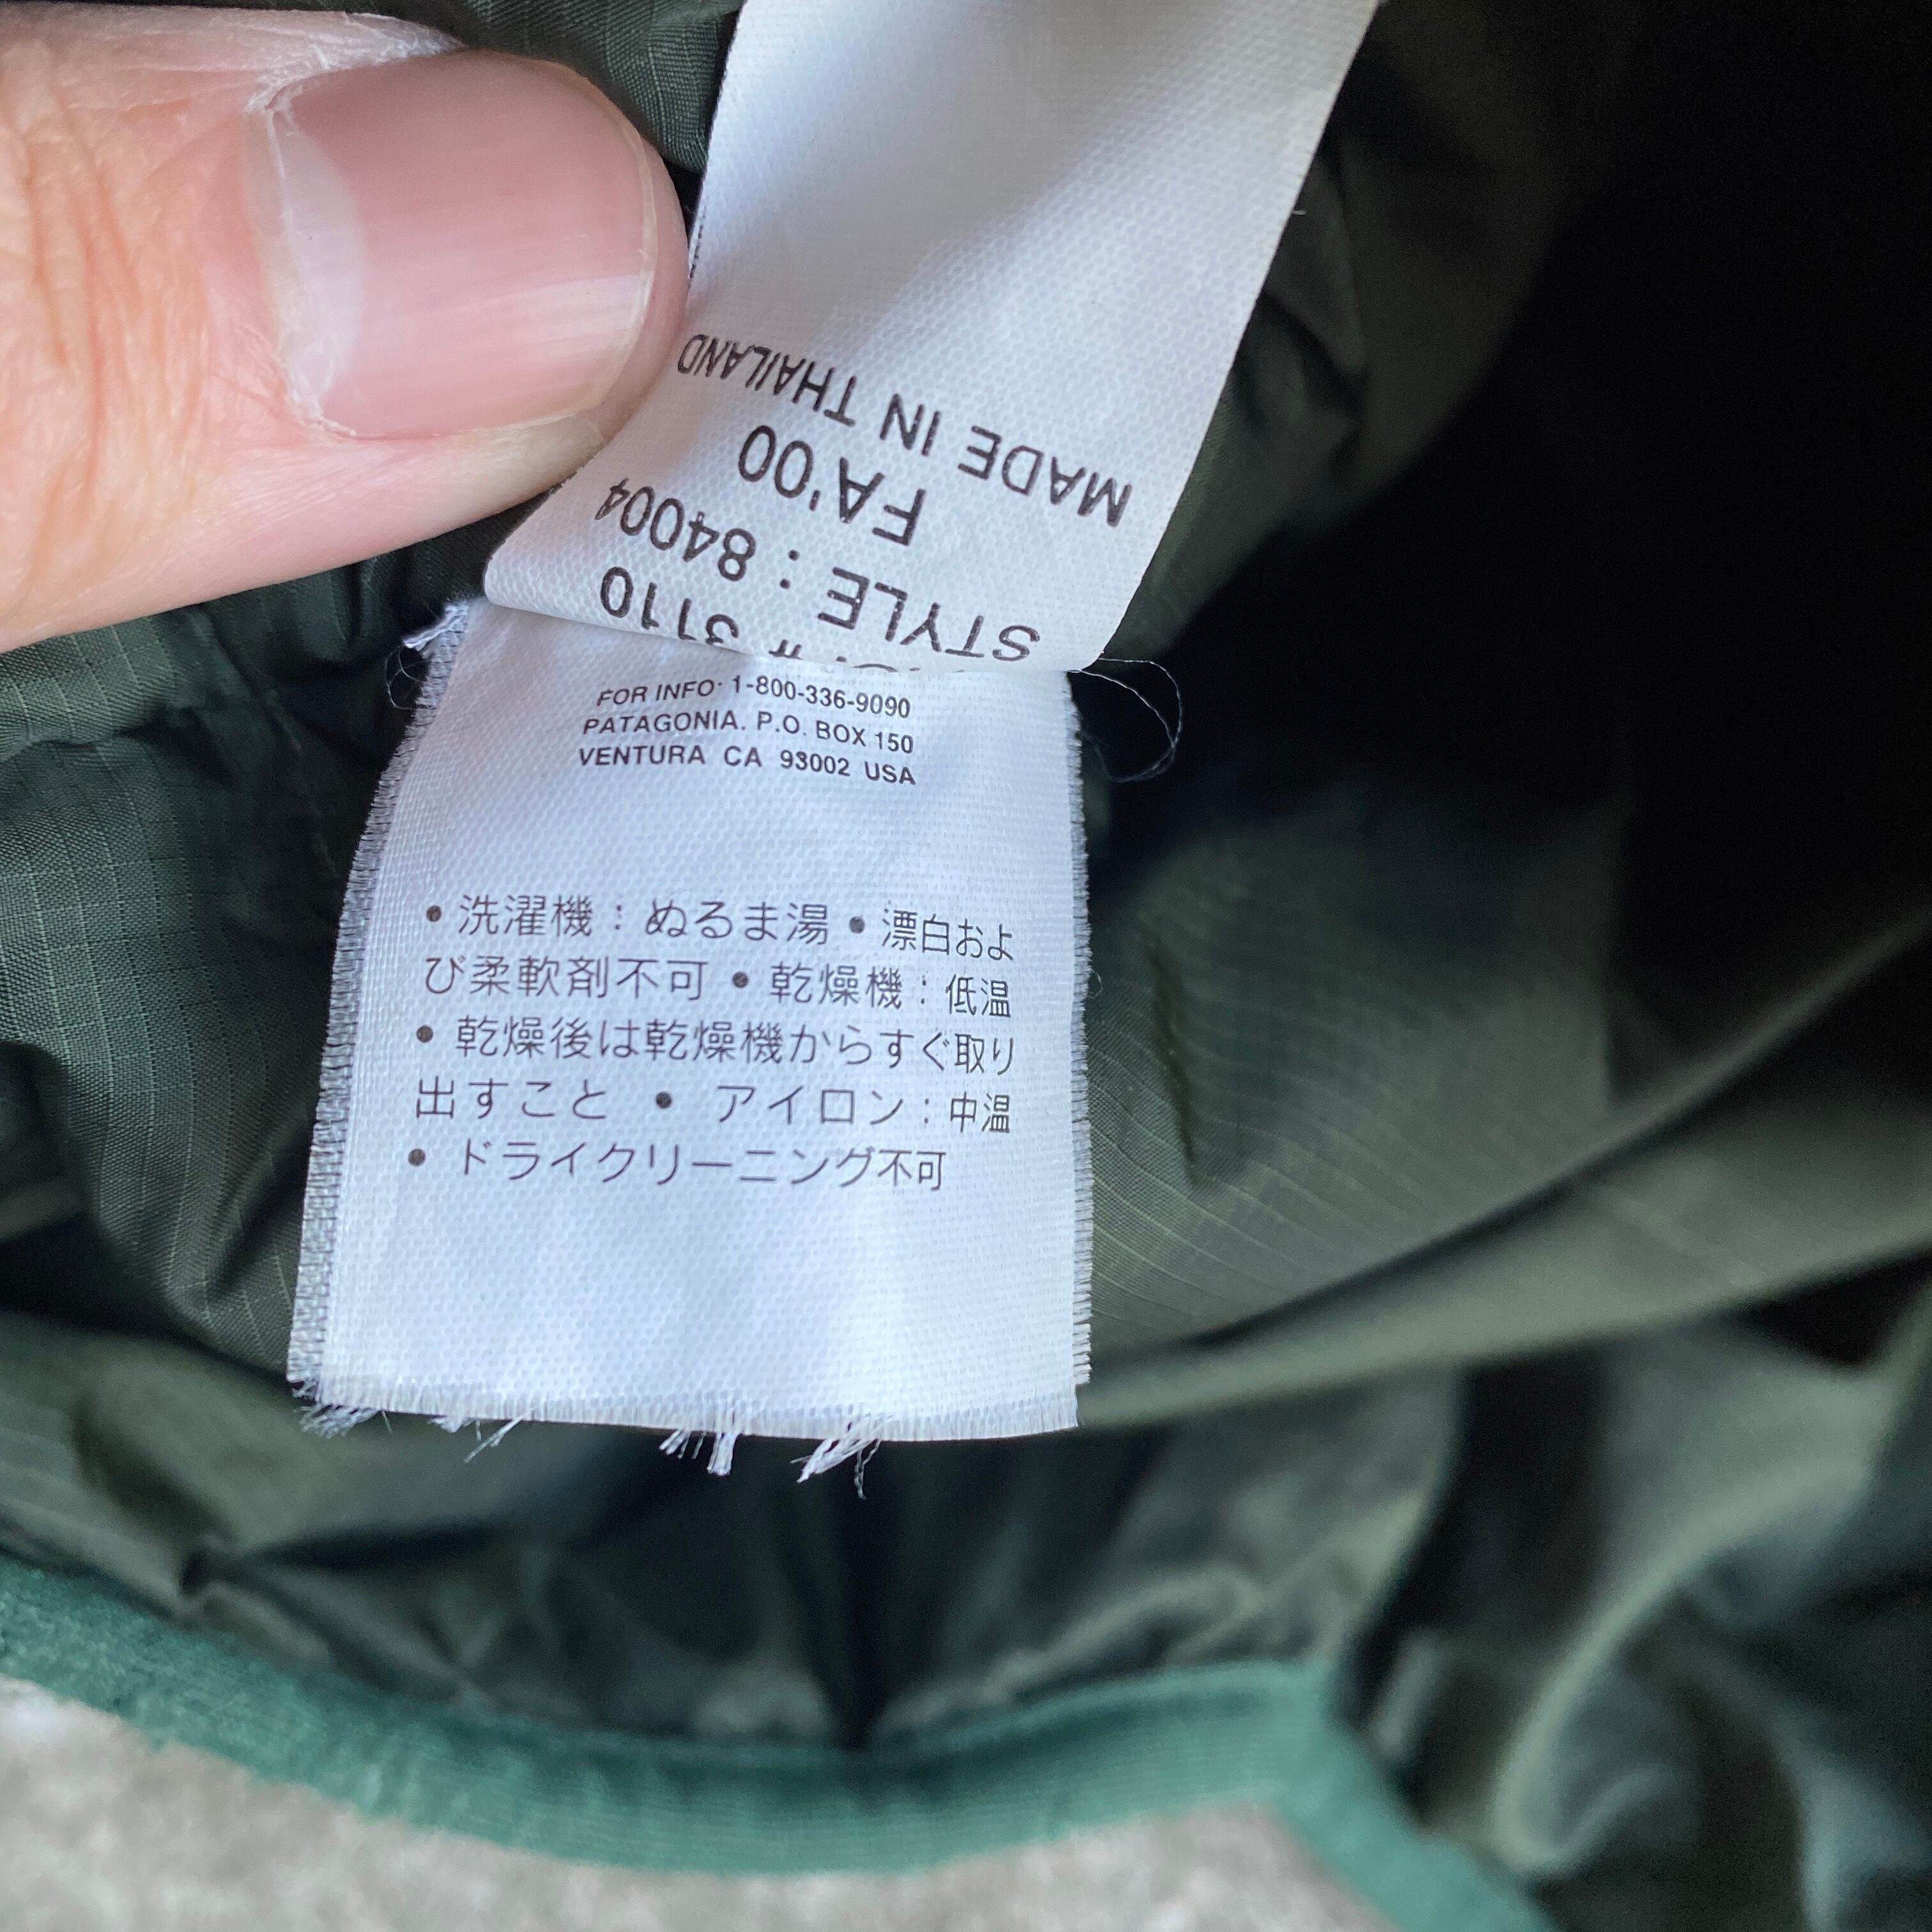 MADE IN THAILAND
FA'00
STYLE : 84004
# 3110
FOR INFO· 1-800-336-9090
PATAGONIA. P.O. BOX 150
VENTURA CA 93002 USA
• 洗濯機 : ぬるま湯 • 漂白およ
び柔軟剤不可 • 乾燥機 : 低温
• 乾燥後は乾燥機からすぐ取り
出すこと • アイロン : 中温
• ドライクリーニング不可